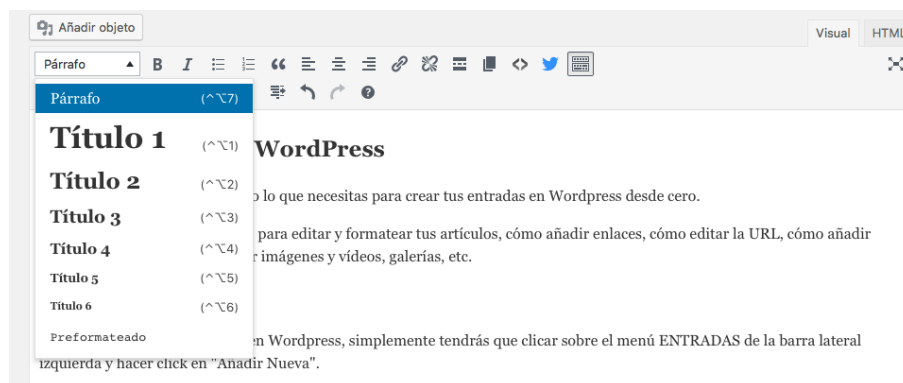 Añadir objeto
Visual HTML
Párrafo B I
Párrafo (^⌥7)
Título 1 (^⌥1)
WordPress
Título 2 (^⌥2)
lo que necesitas para crear tus entradas en Wordpress desde cero.
Título 3 (^⌥3)
para editar y formatear tus artículos, cómo añadir enlaces, cómo editar la URL, cómo añadir
Título 4 (^⌥4)
imágenes y vídeos, galerías, etc.
Título 5 (^⌥5)
Título 6 (^⌥6)
Preformateado
en Wordpress, simplemente tendrás que clicar sobre el menú ENTRADAS de la barra lateral
izquierda y hacer click en "Añadir Nueva".